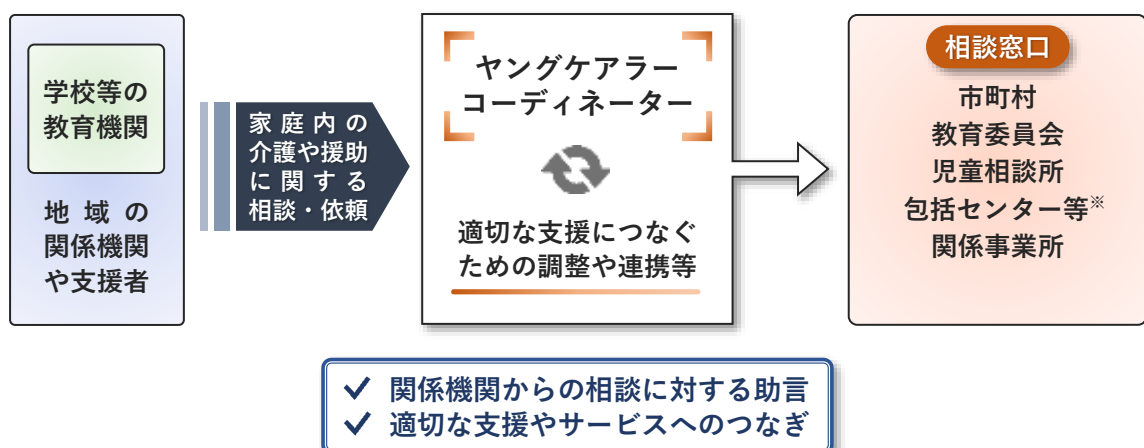 学校等の
教育機関
地域の
関係機関
や支援者
家庭内の
介護や援助
に関する
相談・依頼
ヤングケアラー
コーディネーター
適切な支援につなぐ
ための調整や連携等
相談窓口
市町村
教育委員会
児童相談所
包括センター等※
関係事業所
✓ 関係機関からの相談に対する助言
✓ 適切な支援やサービスへのつなぎ